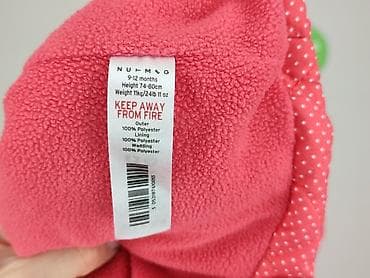 NUTMEG
9-12 months
Height 74-80cm
Weight 11kg/24lb 11 oz
KEEP AWAY
FROM FIRE
Outer
100% Polyester
Lining
100% Polyester
Wadding
100% Polyester